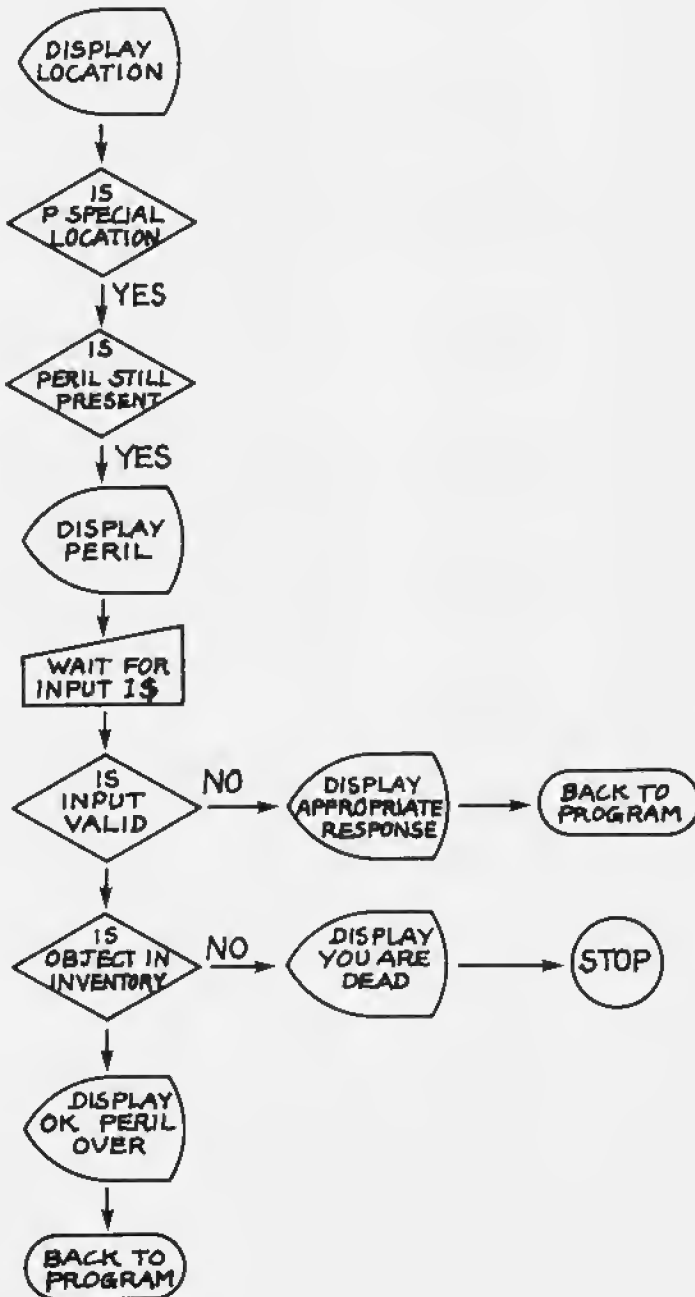 DISPLAY
LOCATION
IS
P SPECIAL
LOCATION
YES
IS
PERIL STILL
PRESENT
YES
DISPLAY
PERIL
WAIT FOR
INPUT I$
IS
INPUT
VALID
NO
DISPLAY
APPROPRIATE
RESPONSE
BACK TO
PROGRAM
IS
OBJECT IN
INVENTORY
NO
DISPLAY
YOU ARE
DEAD
STOP
DISPLAY
OK PERIL
OVER
BACK TO
PROGRAM